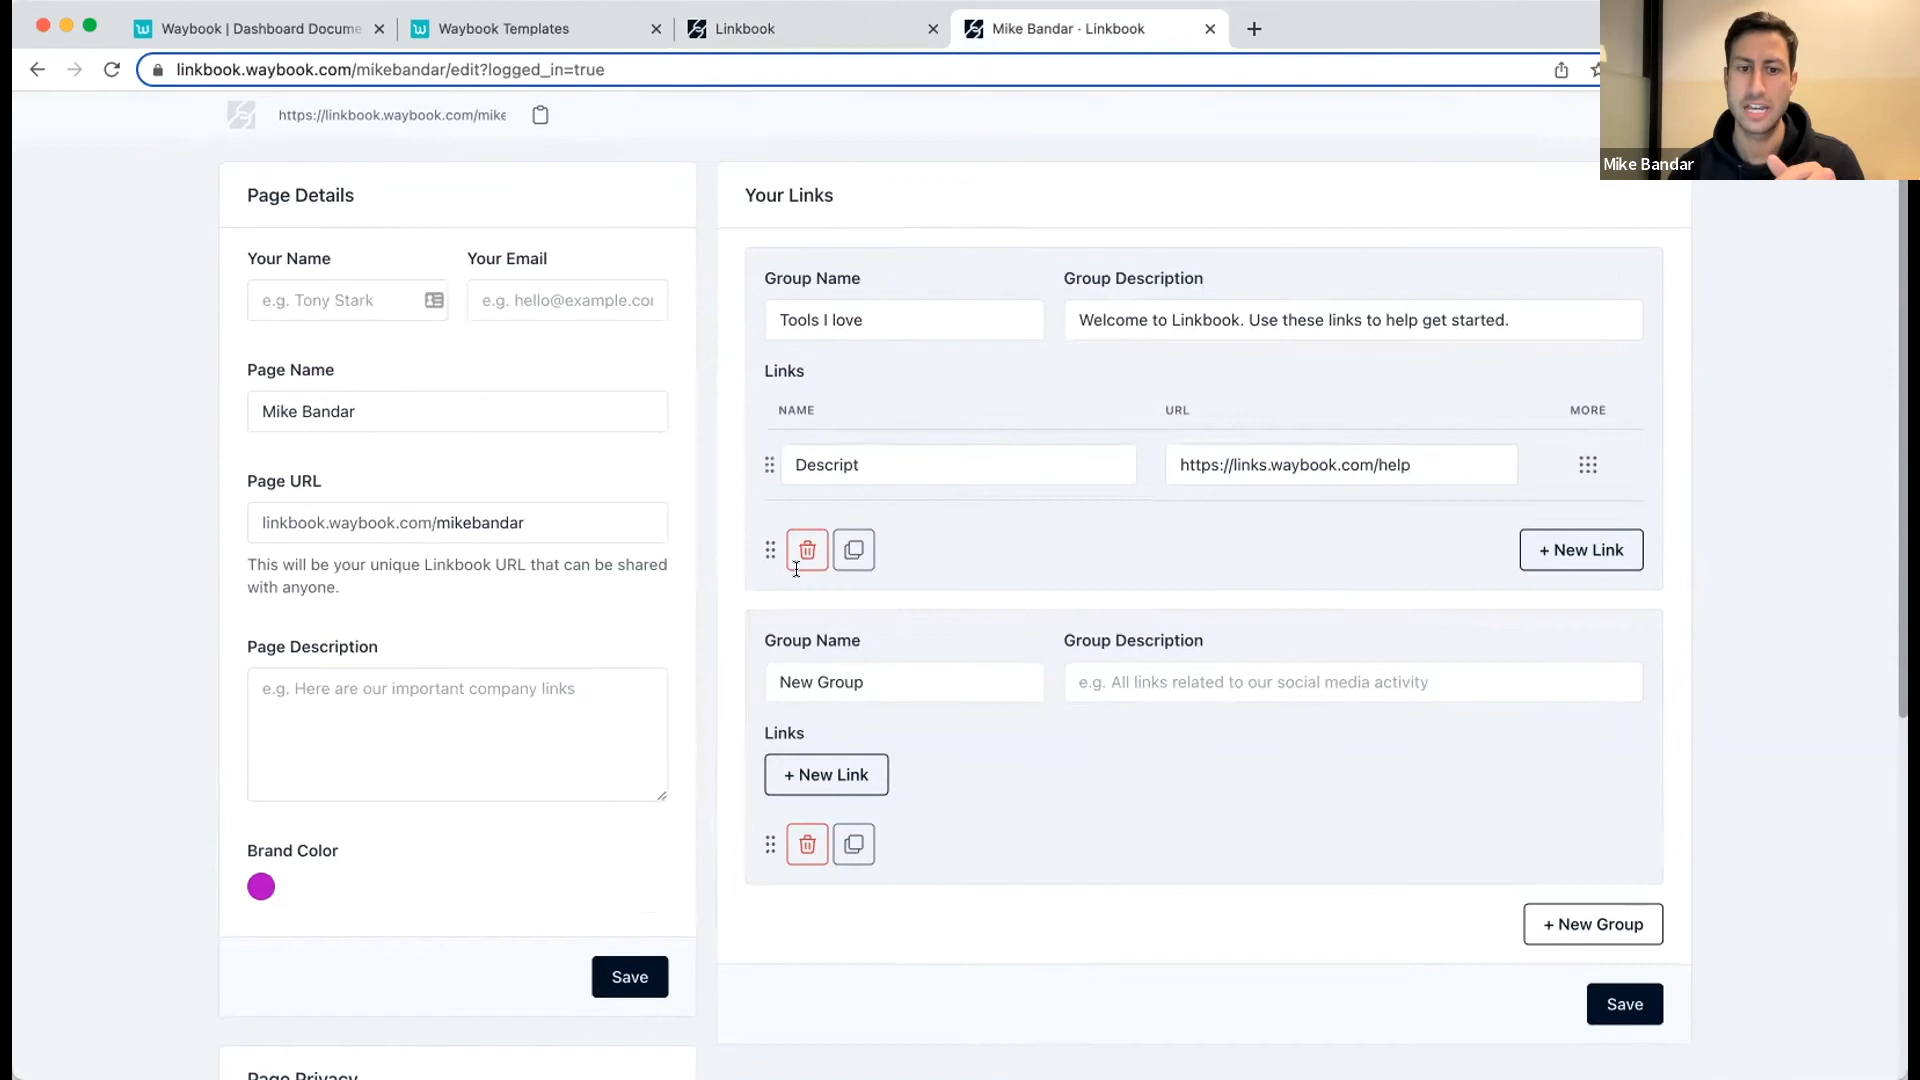 Waybook | Dashboard Docume
Waybook Templates
Linkbook
Mike Bandar · Linkbook
linkbook.waybook.com/mikebandar/edit?logged_in=true
https://linkbook.waybook.com/mike
Mike Bandar
Page Details
Your Name
Your Email
e.g. Tony Stark
e.g. hello@example.cor
Page Name
Mike Bandar
Page URL
linkbook.waybook.com/mikebandar
This will be your unique Linkbook URL that can be shared
with anyone.
Page Description
e.g. Here are our important company links
Brand Color
Save
Page Privacy
Your Links
Group Name
Group Description
Tools I love
Welcome to Linkbook. Use these links to help get started.
Links
NAME
URL
MORE
Descript
https://links.waybook.com/help
+ New Link
Group Name
Group Description
New Group
e.g. All links related to our social media activity
Links
+ New Link
+ New Group
Save